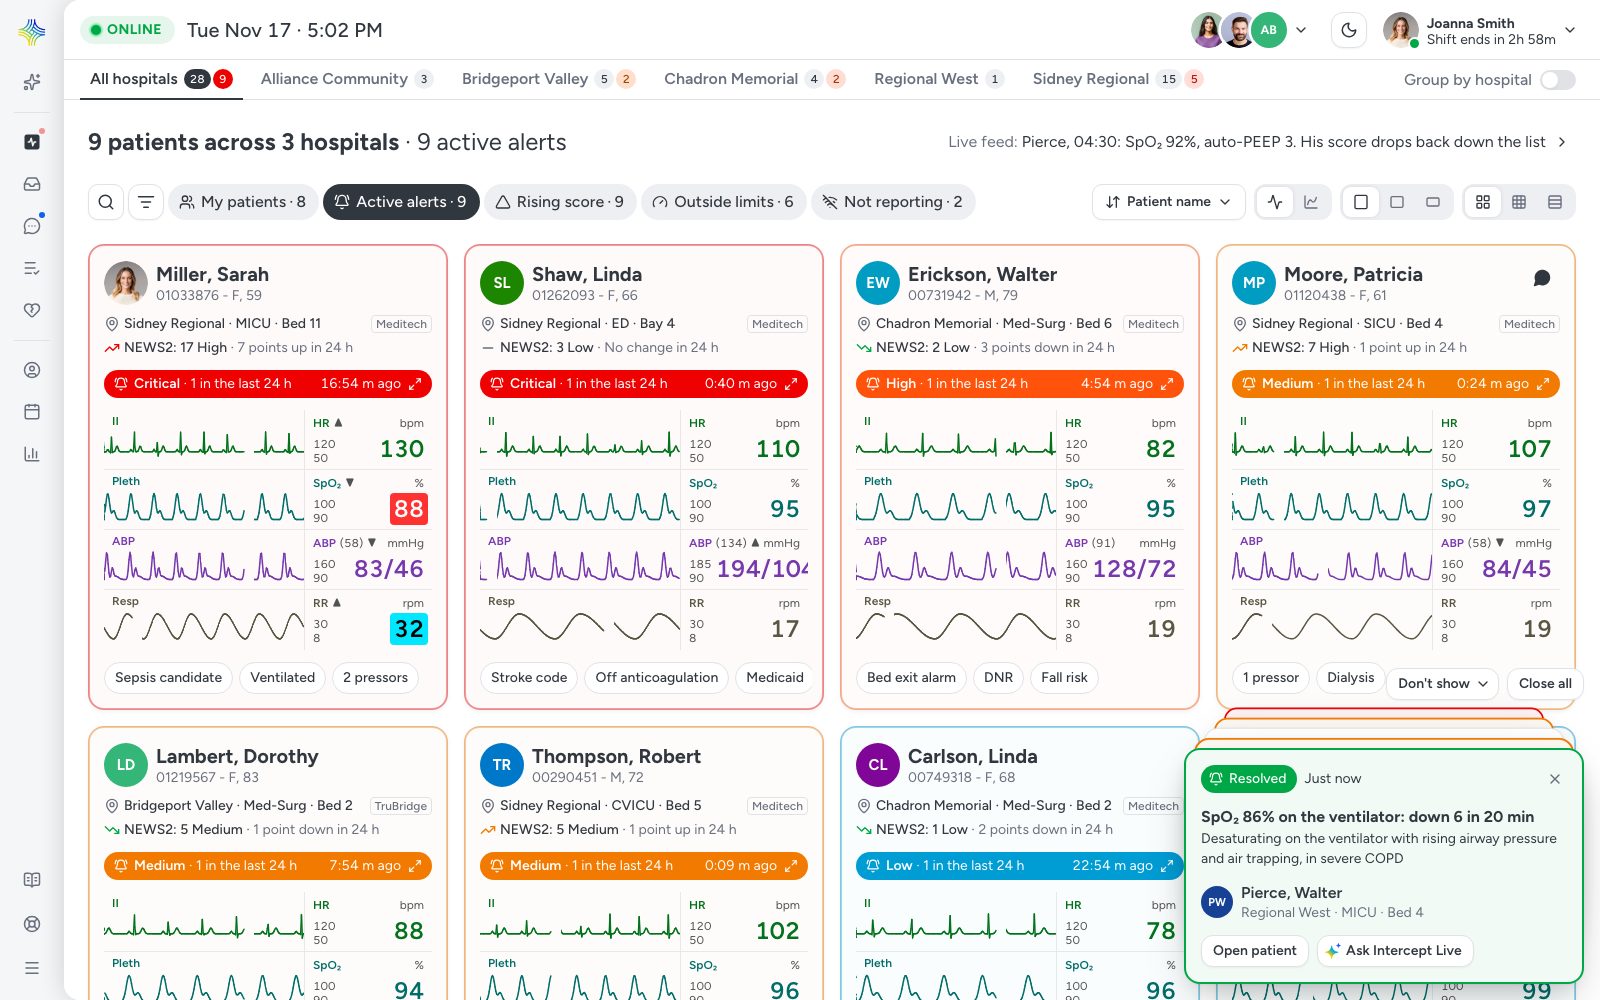 ONLINE Tue Nov 17 · 5:02 PM
AB
Joanna Smith
Shift ends in 2h 58m
All hospitals 28 9 Alliance Community 3 Bridgeport Valley 5 2 Chadron Memorial 4 2 Regional West 1 Sidney Regional 15 5 Group by hospital
9 patients across 3 hospitals · 9 active alerts
Live feed: Pierce, 04:30: SpO₂ 92%, auto-PEEP 3. His score drops back down the list
My patients · 8 Active alerts · 9 Rising score · 9 Outside limits · 6 Not reporting · 2 Patient name
Miller, Sarah
01033876 - F, 59
Sidney Regional · MICU · Bed 11 Meditech
NEWS2: 17 High · 7 points up in 24 h
Critical · 1 in the last 24 h 16:54 m ago
II HR ▲ bpm
120
50
130
Pleth SpO₂ ▼ %
100
90
88
ABP ABP (58) ▼ mmHg
160
90
83/46
Resp RR ▲ rpm
30
8
32
Sepsis candidate Ventilated 2 pressors
SL
Shaw, Linda
01262093 - F, 66
Sidney Regional · ED · Bay 4 Meditech
NEWS2: 3 Low · No change in 24 h
Critical · 1 in the last 24 h 0:40 m ago
II HR bpm
120
50
110
Pleth SpO₂ %
100
90
95
ABP ABP (134) ▲ mmHg
185
90
194/104
Resp RR rpm
30
8
17
Stroke code Off anticoagulation Medicaid
EW
Erickson, Walter
00731942 - M, 79
Chadron Memorial · Med-Surg · Bed 6 Meditech
NEWS2: 2 Low · 3 points down in 24 h
High · 1 in the last 24 h 4:54 m ago
II HR bpm
120
50
82
Pleth SpO₂ %
100
90
95
ABP ABP (91) mmHg
160
90
128/72
Resp RR rpm
30
8
19
Bed exit alarm DNR Fall risk
MP
Moore, Patricia
01120438 - F, 61
Sidney Regional · SICU · Bed 4 Meditech
NEWS2: 7 High · 1 point up in 24 h
Medium · 1 in the last 24 h 0:24 m ago
II HR bpm
120
50
107
Pleth SpO₂ %
100
90
97
ABP ABP (58) ▼ mmHg
160
90
84/45
Resp RR rpm
30
8
19
1 pressor Dialysis
Don't show Close all
LD
Lambert, Dorothy
01219567 - F, 83
Bridgeport Valley · Med-Surg · Bed 2 TruBridge
NEWS2: 5 Medium · 1 point down in 24 h
Medium · 1 in the last 24 h 7:54 m ago
II HR bpm
120
50
88
Pleth SpO₂ %
100
90
94
TR
Thompson, Robert
00290451 - M, 72
Sidney Regional · CVICU · Bed 5 Meditech
NEWS2: 5 Medium · 1 point up in 24 h
Medium · 1 in the last 24 h 0:09 m ago
II HR bpm
120
50
102
Pleth SpO₂ %
100
90
96
CL
Carlson, Linda
00749318 - F, 68
Chadron Memorial · Med-Surg · Bed 2 Meditech
NEWS2: 1 Low · 2 points down in 24 h
Low · 1 in the last 24 h 22:54 m ago
II HR bpm
120
50
78
Pleth SpO₂ %
100
90
96
Resolved Just now
SpO₂ 86% on the ventilator: down 6 in 20 min
Desaturating on the ventilator with rising airway pressure
and air trapping, in severe COPD
PW
Pierce, Walter
Regional West · MICU · Bed 4
Open patient Ask Intercept Live
100
99